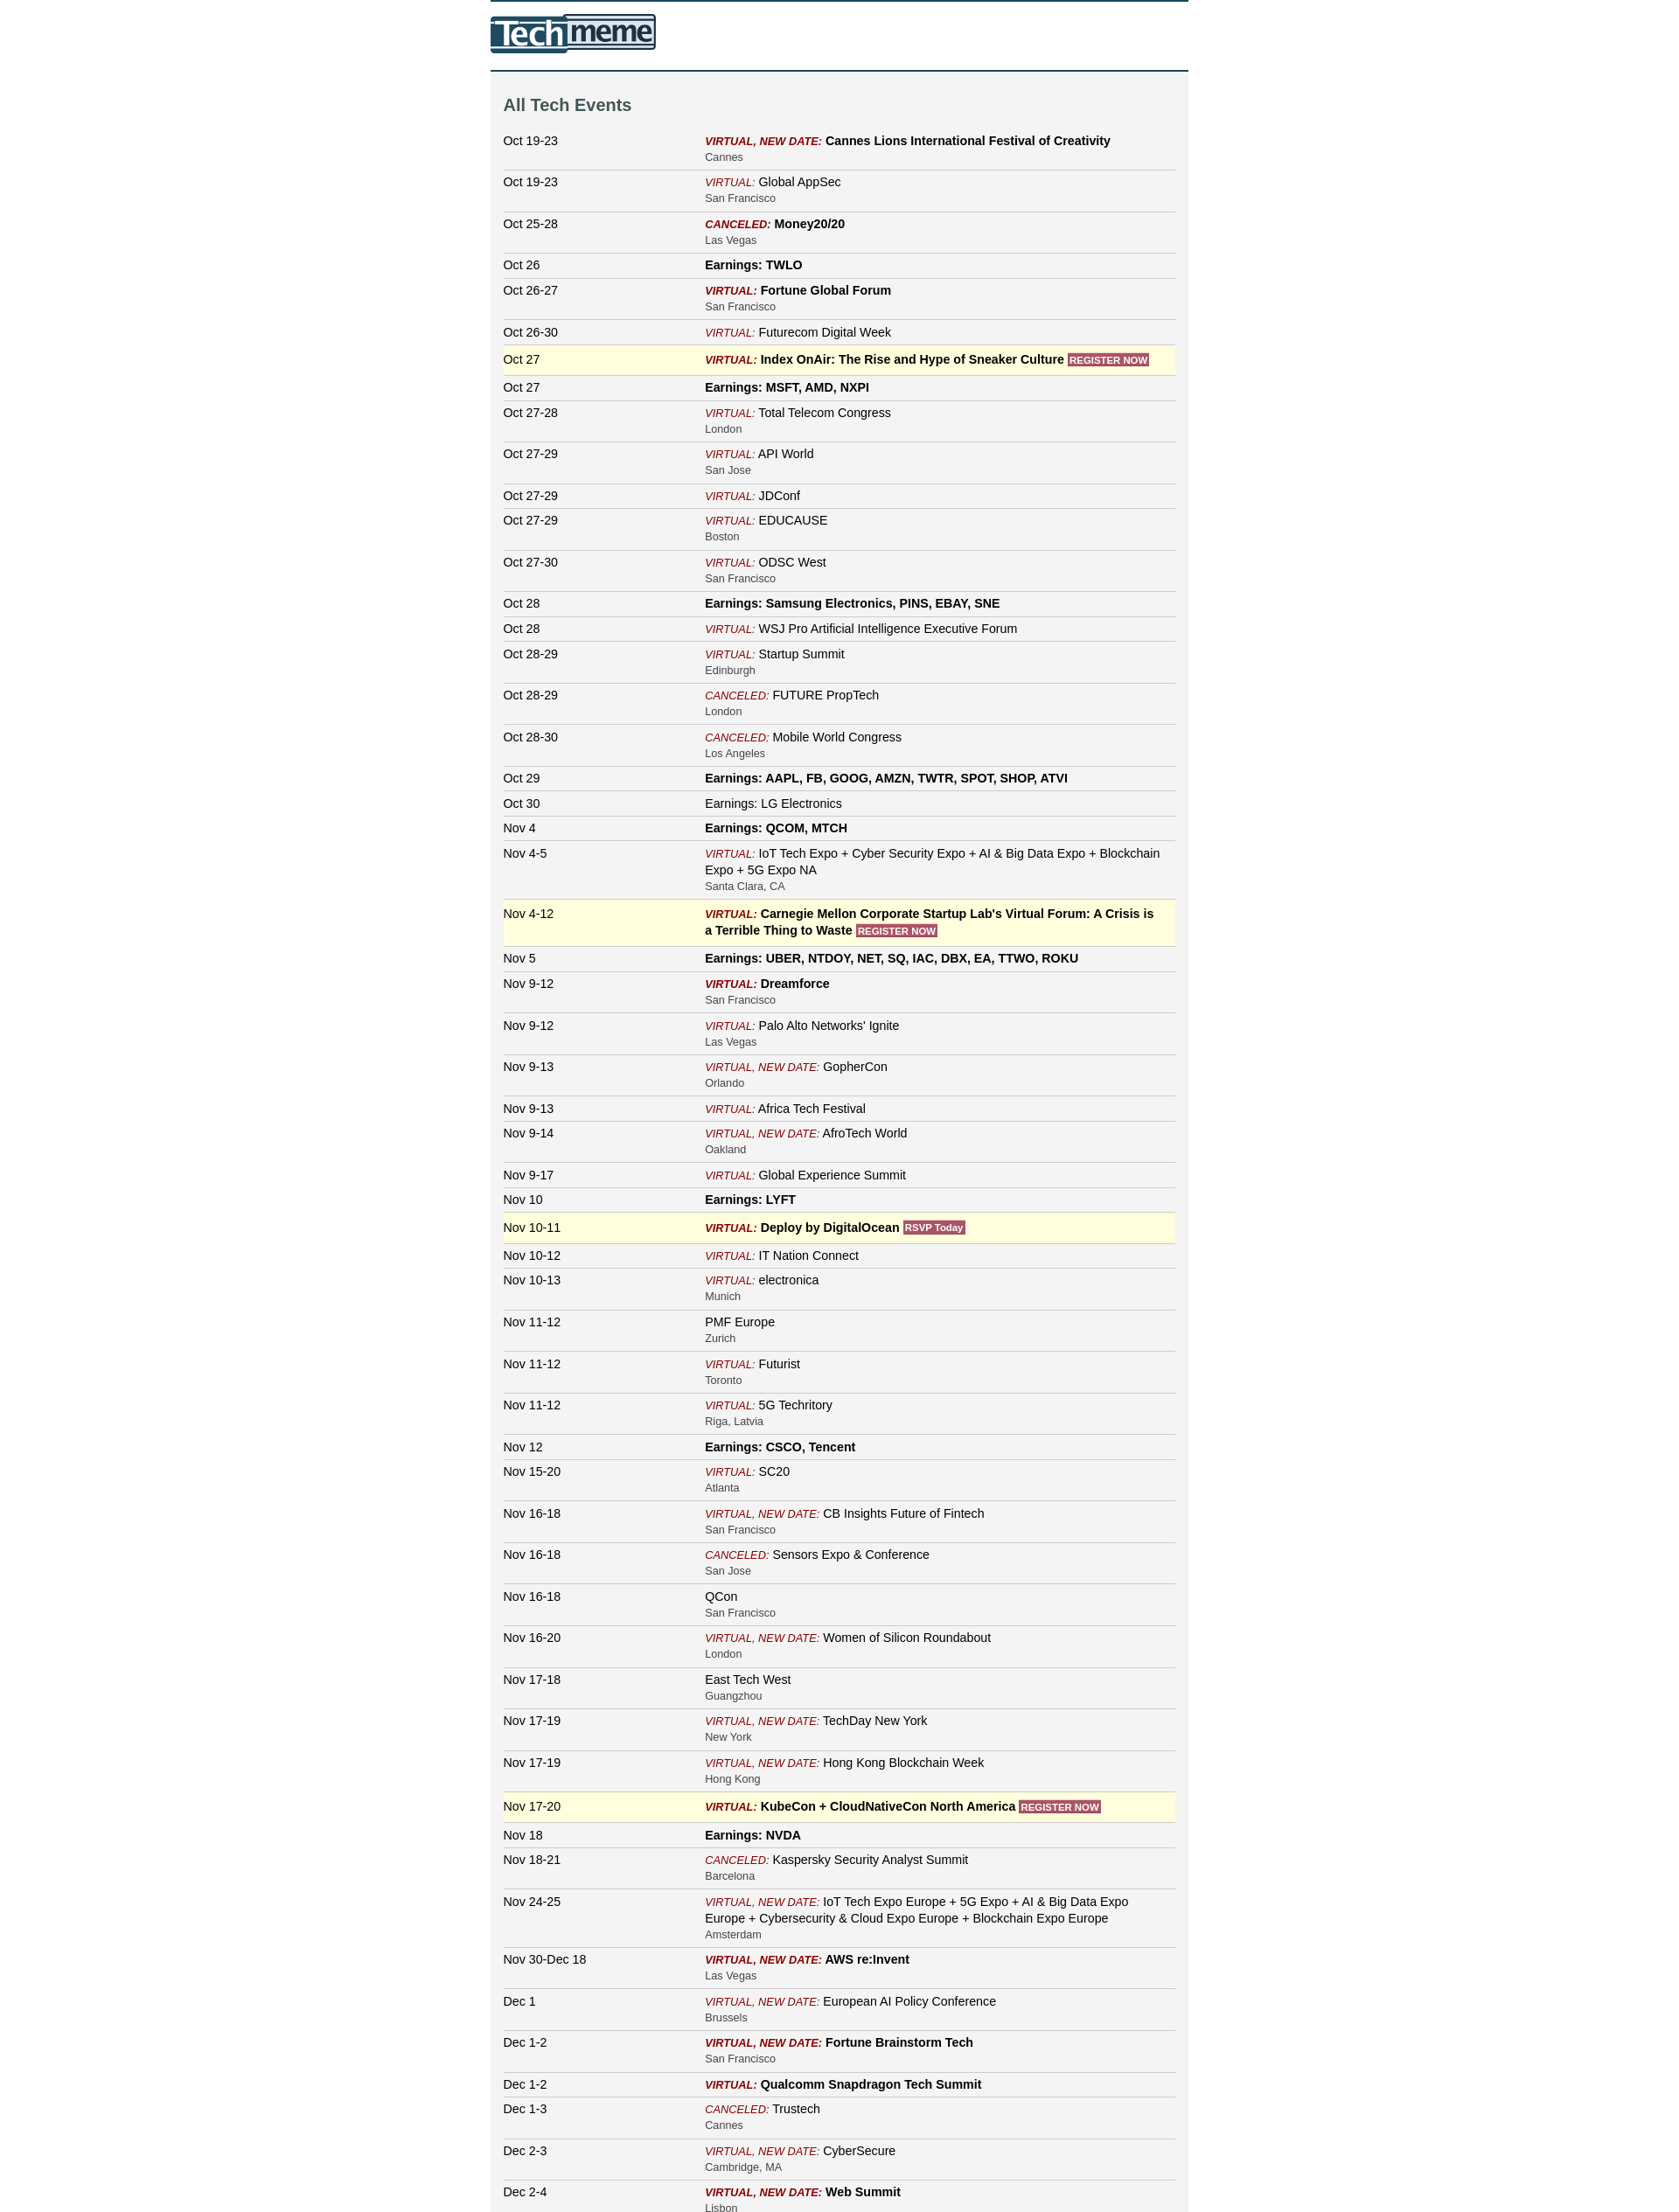 Techmeme
All Tech Events
Oct 19-23 VIRTUAL, NEW DATE: Cannes Lions International Festival of Creativity
Cannes
Oct 19-23 VIRTUAL: Global AppSec
San Francisco
Oct 25-28 CANCELED: Money20/20
Las Vegas
Oct 26 Earnings: TWLO
Oct 26-27 VIRTUAL: Fortune Global Forum
San Francisco
Oct 26-30 VIRTUAL: Futurecom Digital Week
Oct 27 VIRTUAL: Index OnAir: The Rise and Hype of Sneaker Culture REGISTER NOW
Oct 27 Earnings: MSFT, AMD, NXPI
Oct 27-28 VIRTUAL: Total Telecom Congress
London
Oct 27-29 VIRTUAL: API World
San Jose
Oct 27-29 VIRTUAL: JDConf
Oct 27-29 VIRTUAL: EDUCAUSE
Boston
Oct 27-30 VIRTUAL: ODSC West
San Francisco
Oct 28 Earnings: Samsung Electronics, PINS, EBAY, SNE
Oct 28 VIRTUAL: WSJ Pro Artificial Intelligence Executive Forum
Oct 28-29 VIRTUAL: Startup Summit
Edinburgh
Oct 28-29 CANCELED: FUTURE PropTech
London
Oct 28-30 CANCELED: Mobile World Congress
Los Angeles
Oct 29 Earnings: AAPL, FB, GOOG, AMZN, TWTR, SPOT, SHOP, ATVI
Oct 30 Earnings: LG Electronics
Nov 4 Earnings: QCOM, MTCH
Nov 4-5 VIRTUAL: IoT Tech Expo + Cyber Security Expo + AI & Big Data Expo + Blockchain
Expo + 5G Expo NA
Santa Clara, CA
Nov 4-12 VIRTUAL: Carnegie Mellon Corporate Startup Lab's Virtual Forum: A Crisis is
a Terrible Thing to Waste REGISTER NOW
Nov 5 Earnings: UBER, NTDOY, NET, SQ, IAC, DBX, EA, TTWO, ROKU
Nov 9-12 VIRTUAL: Dreamforce
San Francisco
Nov 9-12 VIRTUAL: Palo Alto Networks' Ignite
Las Vegas
Nov 9-13 VIRTUAL, NEW DATE: GopherCon
Orlando
Nov 9-13 VIRTUAL: Africa Tech Festival
Nov 9-14 VIRTUAL, NEW DATE: AfroTech World
Oakland
Nov 9-17 VIRTUAL: Global Experience Summit
Nov 10 Earnings: LYFT
Nov 10-11 VIRTUAL: Deploy by DigitalOcean RSVP Today
Nov 10-12 VIRTUAL: IT Nation Connect
Nov 10-13 VIRTUAL: electronica
Munich
Nov 11-12 PMF Europe
Zurich
Nov 11-12 VIRTUAL: Futurist
Toronto
Nov 11-12 VIRTUAL: 5G Techritory
Riga, Latvia
Nov 12 Earnings: CSCO, Tencent
Nov 15-20 VIRTUAL: SC20
Atlanta
Nov 16-18 VIRTUAL, NEW DATE: CB Insights Future of Fintech
San Francisco
Nov 16-18 CANCELED: Sensors Expo & Conference
San Jose
Nov 16-18 QCon
San Francisco
Nov 16-20 VIRTUAL, NEW DATE: Women of Silicon Roundabout
London
Nov 17-18 East Tech West
Guangzhou
Nov 17-19 VIRTUAL, NEW DATE: TechDay New York
New York
Nov 17-19 VIRTUAL, NEW DATE: Hong Kong Blockchain Week
Hong Kong
Nov 17-20 VIRTUAL: KubeCon + CloudNativeCon North America REGISTER NOW
Nov 18 Earnings: NVDA
Nov 18-21 CANCELED: Kaspersky Security Analyst Summit
Barcelona
Nov 24-25 VIRTUAL, NEW DATE: IoT Tech Expo Europe + 5G Expo + AI & Big Data Expo
Europe + Cybersecurity & Cloud Expo Europe + Blockchain Expo Europe
Amsterdam
Nov 30-Dec 18 VIRTUAL, NEW DATE: AWS re:Invent
Las Vegas
Dec 1 VIRTUAL, NEW DATE: European AI Policy Conference
Brussels
Dec 1-2 VIRTUAL, NEW DATE: Fortune Brainstorm Tech
San Francisco
Dec 1-2 VIRTUAL: Qualcomm Snapdragon Tech Summit
Dec 1-3 CANCELED: Trustech
Cannes
Dec 2-3 VIRTUAL, NEW DATE: CyberSecure
Cambridge, MA
Dec 2-4 VIRTUAL, NEW DATE: Web Summit
Lisbon